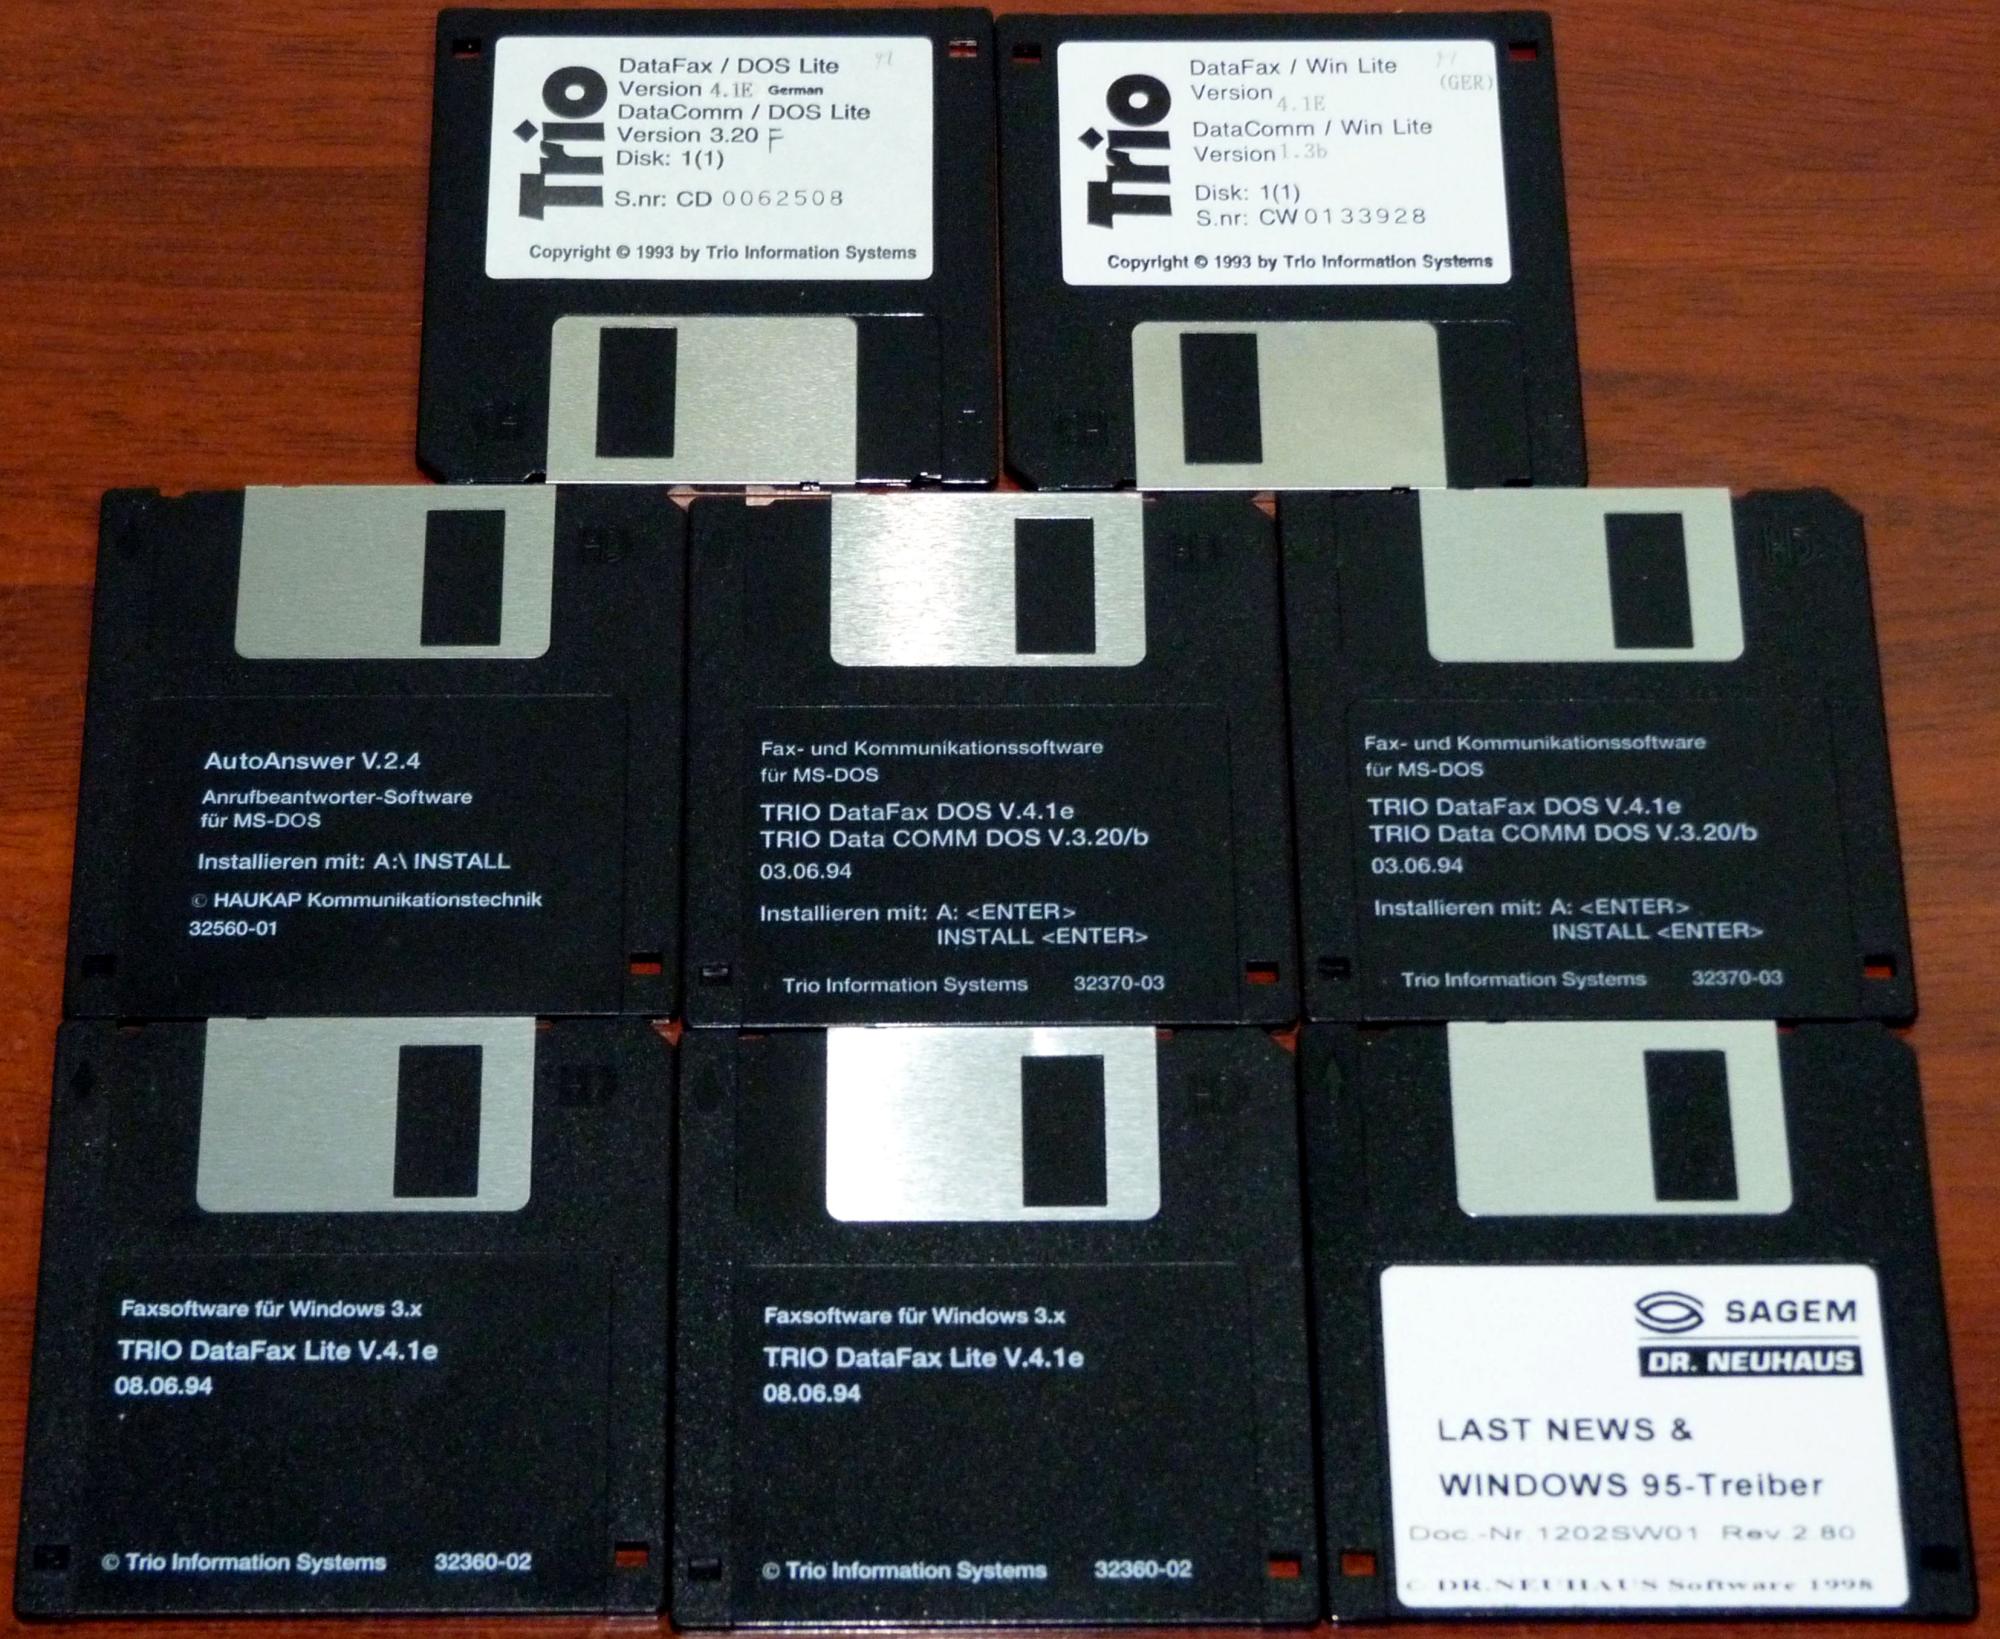 Trio
DataFax / DOS Lite
Version 4.1E German
DataComm / DOS Lite
Version 3.20 F
Disk: 1(1)
S.nr: CD 0062508
Copyright © 1993 by Trio Information Systems
Trio
DataFax / Win Lite
(GER)
Version 4.1E
DataComm / Win Lite
Version 1.3b
Disk: 1(1)
S.nr: CW 0133928
Copyright © 1993 by Trio Information Systems
HD
AutoAnswer V.2.4
Anrufbeantworter-Software
für MS-DOS
Installieren mit: A:\ INSTALL
© HAUKAP Kommunikationstechnik
32560-01
HD
Fax- und Kommunikationssoftware
für MS-DOS
TRIO DataFax DOS V.4.1e
TRIO Data COMM DOS V.3.20/b
03.06.94
Installieren mit: A: <ENTER>
INSTALL <ENTER>
Trio Information Systems 32370-03
HD
Fax- und Kommunikationssoftware
für MS-DOS
TRIO DataFax DOS V.4.1e
TRIO Data COMM DOS V.3.20/b
03.06.94
Installieren mit: A: <ENTER>
INSTALL <ENTER>
Trio Information Systems 32370-03
HD
Faxsoftware für Windows 3.x
TRIO DataFax Lite V.4.1e
08.06.94
© Trio Information Systems 32360-02
HD
Faxsoftware für Windows 3.x
TRIO DataFax Lite V.4.1e
08.06.94
© Trio Information Systems 32360-02
SAGEM
DR. NEUHAUS
LAST NEWS &
WINDOWS 95-Treiber
Doc.-Nr.1202SW01 Rev.2.80
© DR.NEUHAUS Software 1998